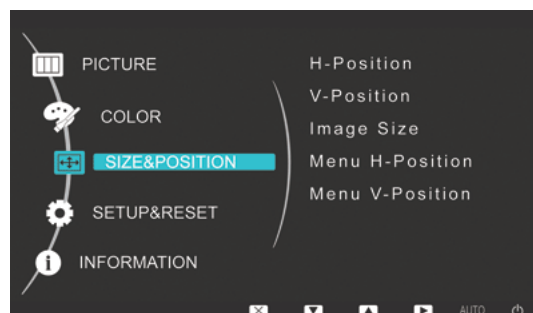 PICTURE
COLOR
SIZE&POSITION
SETUP&RESET
INFORMATION
H-Position
V-Position
Image Size
Menu H-Position
Menu V-Position
AUTO